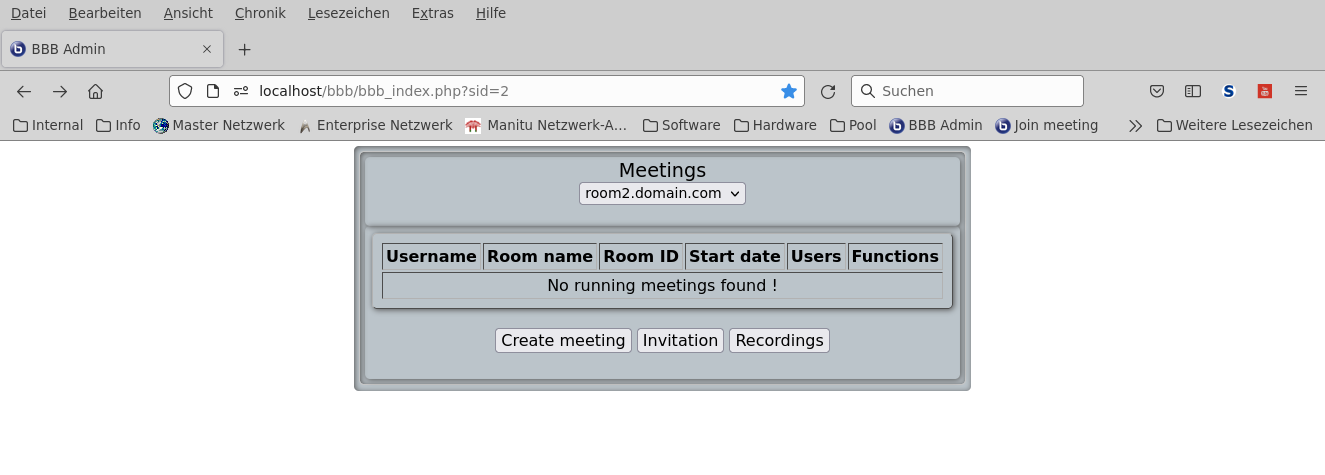 Datei Bearbeiten Ansicht Chronik Lesezeichen Extras Hilfe
BBB Admin
localhost/bbb/bbb_index.php?sid=2
Suchen
Internal Info Master Netzwerk Enterprise Netzwerk Manitu Netzwerk-A... Software Hardware Pool BBB Admin Join meeting Weitere Lesezeichen
Meetings
room2.domain.com
Username Room name Room ID Start date Users Functions
No running meetings found !
Create meeting Invitation Recordings